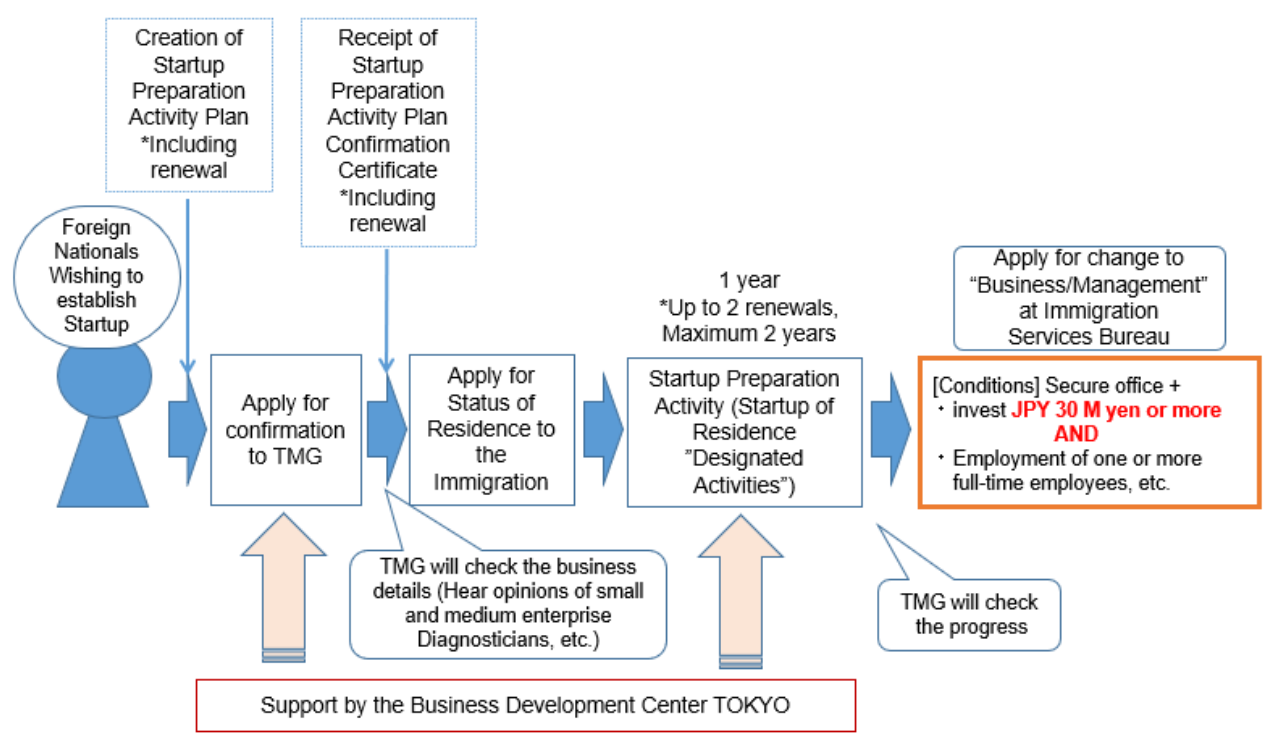 Creation of
Startup
Preparation
Activity Plan
*Including
renewal
Receipt of
Startup
Preparation
Activity Plan
Confirmation
Certificate
*Including
renewal
Foreign
Nationals
Wishing to
establish
Startup
Apply for
confirmation
to TMG
Apply for
Status of
Residence to
the
Immigration
1 year
*Up to 2 renewals,
Maximum 2 years
Startup Preparation
Activity (Startup of
Residence
”Designated
Activities”)
Apply for change to
“Business/Management”
at Immigration
Services Bureau
[Conditions] Secure office +
・ invest JPY 30 M yen or more
AND
・ Employment of one or more
full-time employees, etc.
TMG will check the business
details (Hear opinions of small
and medium enterprise
Diagnosticians, etc.)
TMG will check
the progress
Support by the Business Development Center TOKYO